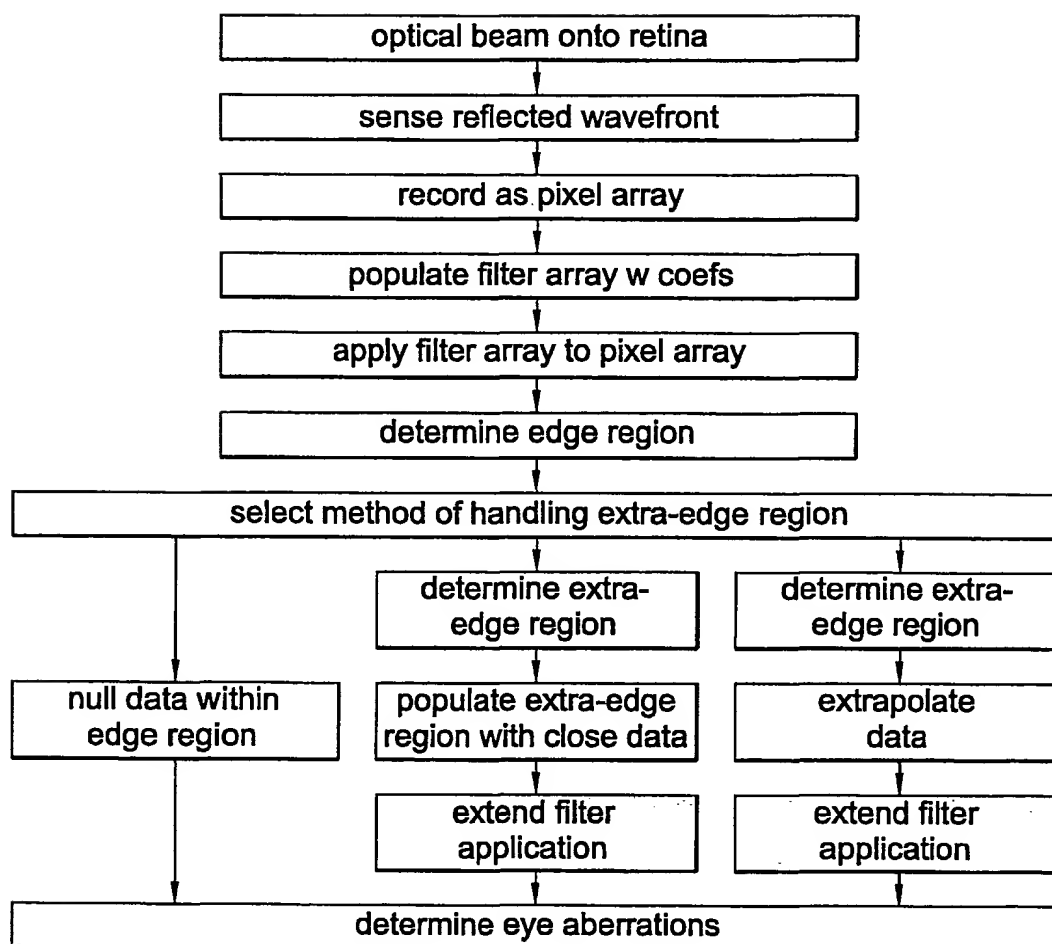 optical beam onto retina
sense reflected wavefront
record as pixel array
populate filter array w coefs
apply filter array to pixel array
determine edge region
select method of handling extra-edge region
null data within
edge region
determine extra-
edge region
populate extra-edge
region with close data
extend filter
application
determine extra-
edge region
extrapolate
data
extend filter
application
determine eye aberrations